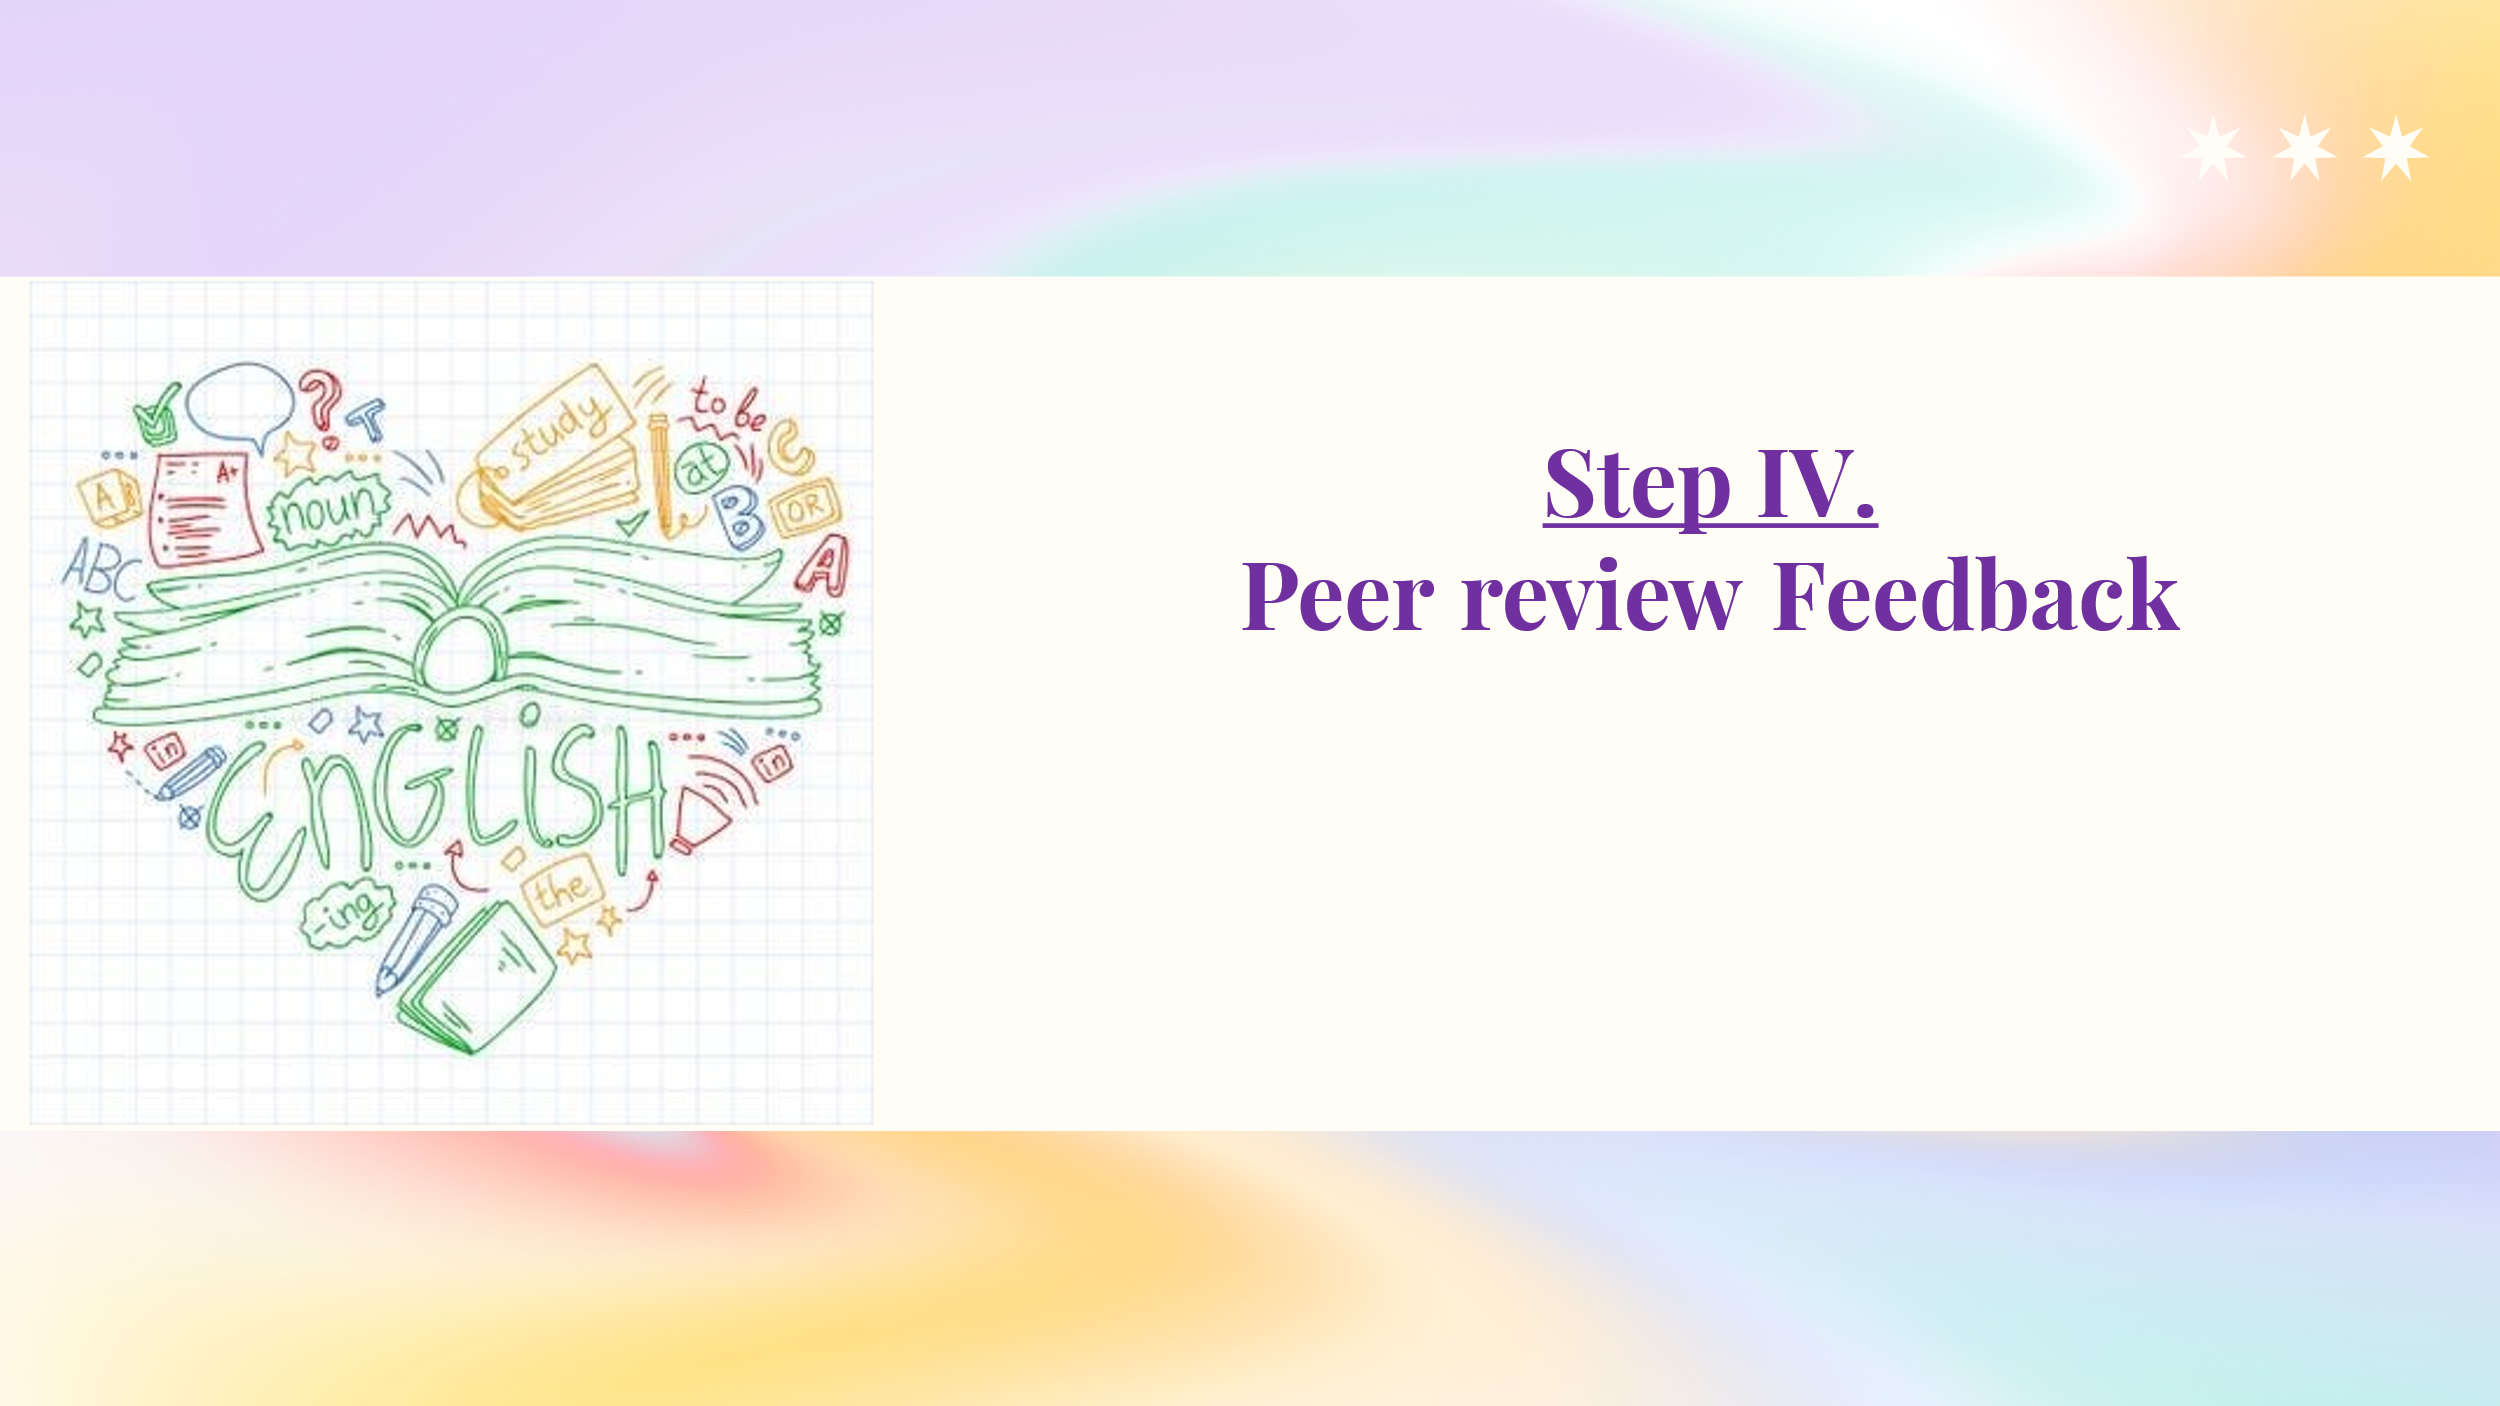 Step IV.
Peer review Feedback
?
T
study
to be
C
A+
at
A B
noun
B
OR
ABC
A
in
EnGLiSH
in
-ing
the